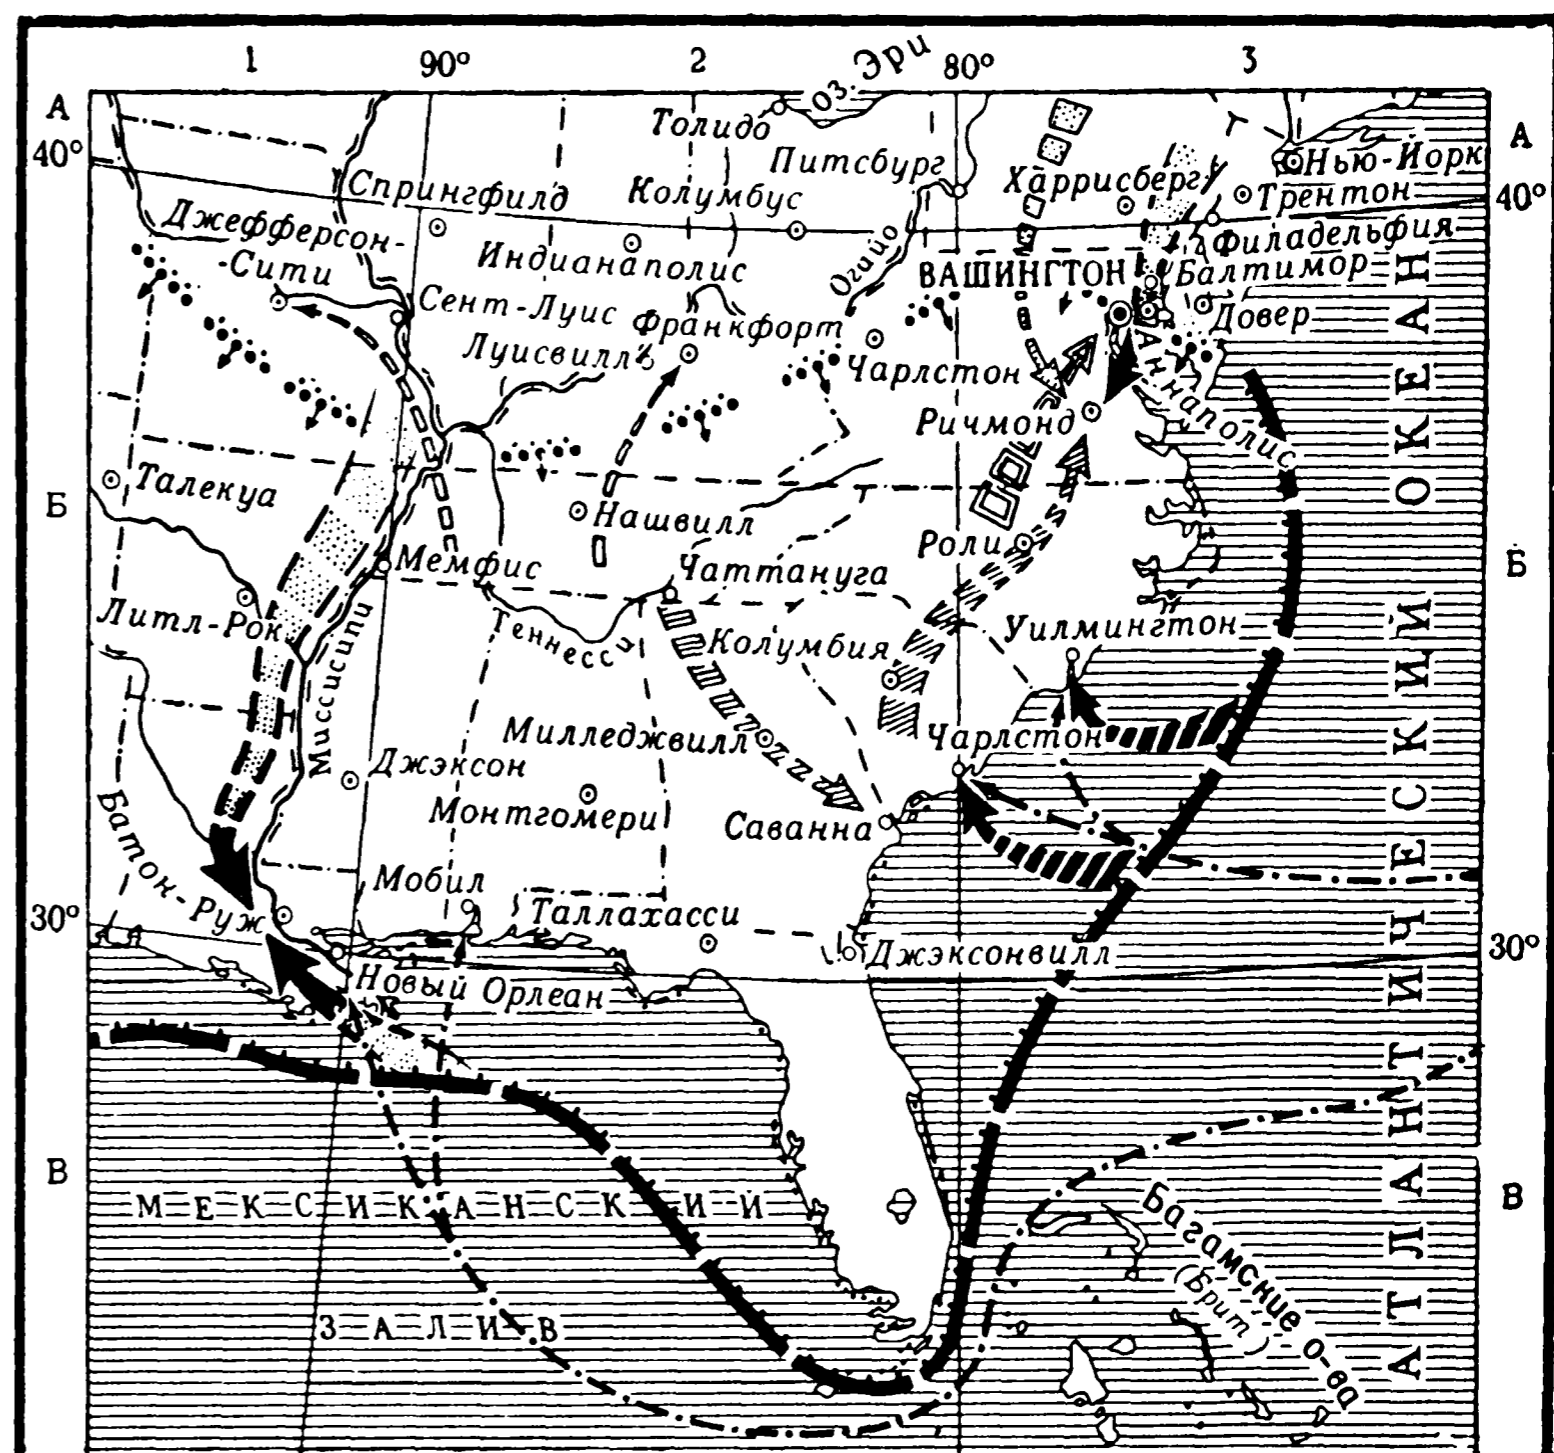 1
90°
2
оз. Эри
80°
3
А
А
40°
40°
Толидо
Питсбург
Нью-Йорк
Харрисберг
Трентон
Спрингфилд
Колумбус
Филадельфия
Джефферсон-
-Сити
Индианаполис
Огайо
ВАШИНГТОН
Балтимор
Сент-Луис
Франкфорт
Довер
Луисвилл
Чарлстон
Аннаполис
Ричмонд
Талекуа
Б
Б
Нашвилл
Роли
Мемфис
Чаттануга
Литл-Рок
Теннесси
Колумбия
Уилмингтон
Миссисипи
Милледжвилл
Чарлстон
Джэксон
Монтгомери
Саванна
Батон-Руж
Мобил
Таллахасси
30°
30°
Джэксонвилл
Новый Орлеан
В
В
МЕКСИКАНСКИЙ
ЗАЛИВ
Багамские о-ва
(Брит)
АТЛАНТИЧЕСКИЙ ОКЕАН